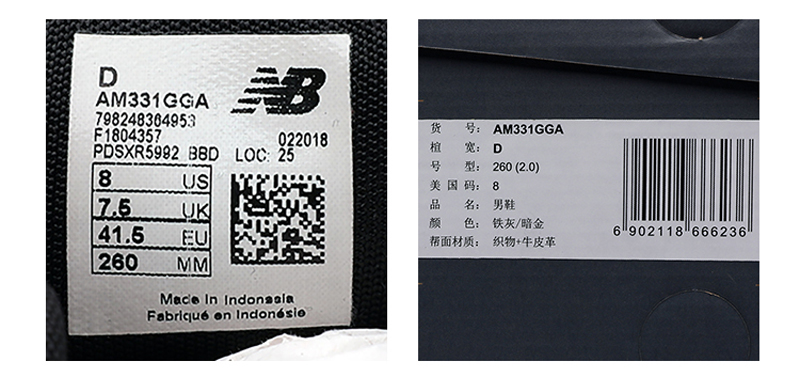 D
AM331GGA
NB
798248364953
F1804357
022018
PDSXR5992 BBD LOC: 25
8 US
7.5 UK
41.5 EU
260 MM
Made In Indonesia
Fabriqué en Indonésie
货 号: AM331GGA
楦 宽: D
号 型: 260 (2.0)
美 国 码: 8
品 名: 男鞋
颜 色: 铁灰/暗金
帮面材质: 织物+牛皮革
6 902118 666236